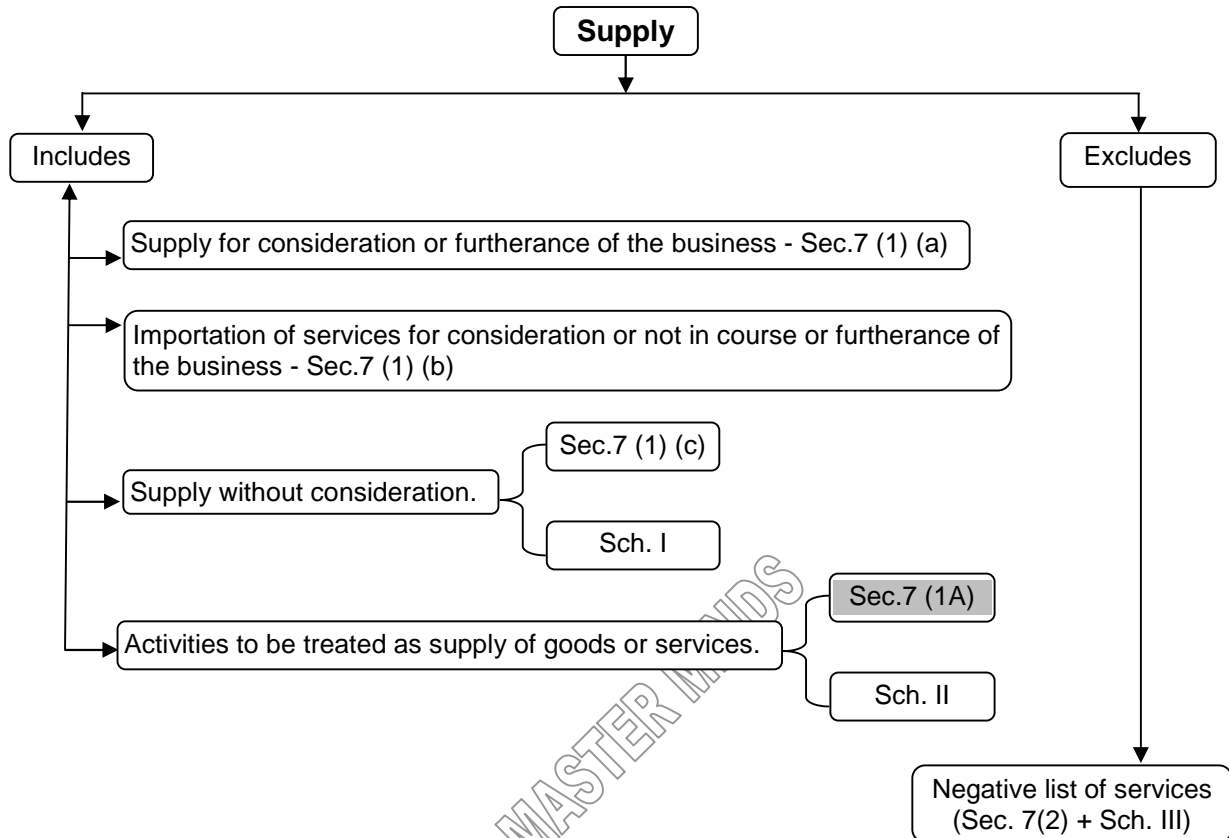 Supply
Includes
Excludes
Supply for consideration or furtherance of the business - Sec.7 (1) (a)
Importation of services for consideration or not in course or furtherance of
the business - Sec.7 (1) (b)
Sec.7 (1) (c)
Supply without consideration.
Sch. I
Sec.7 (1A)
Activities to be treated as supply of goods or services.
Sch. II
MASTER MINDS
Negative list of services
(Sec. 7(2) + Sch. III)